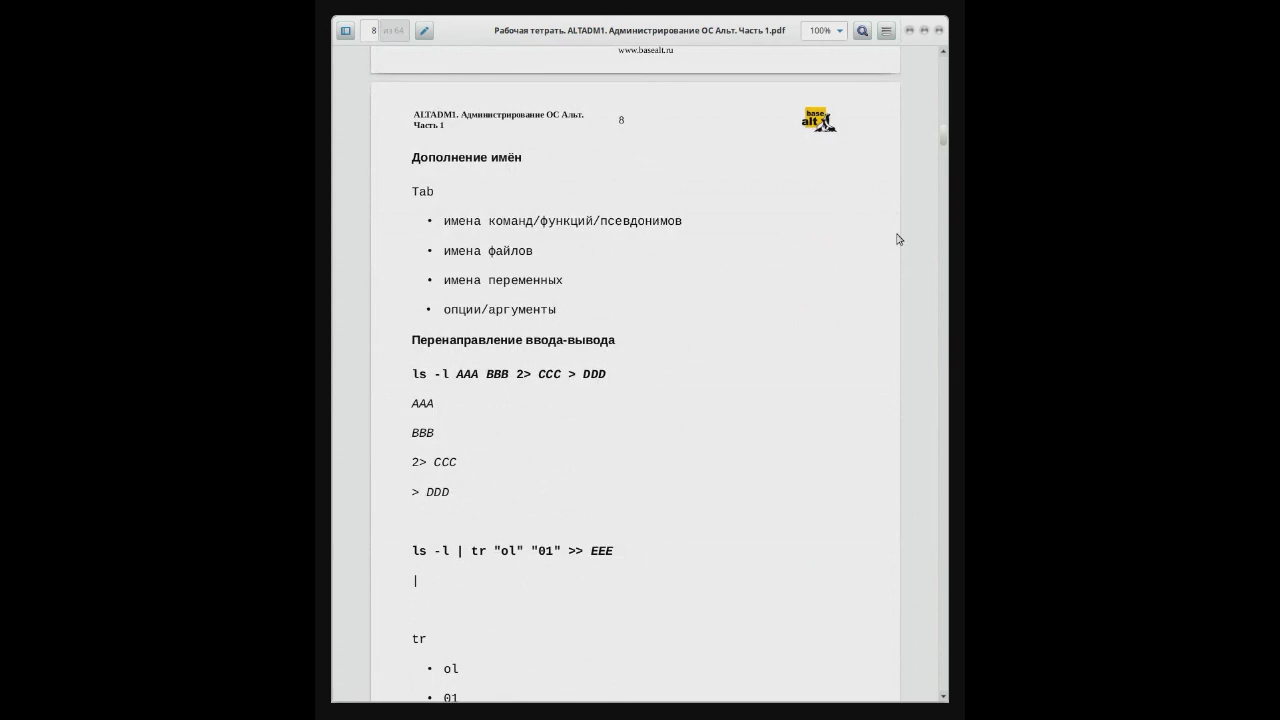 8 из 64
Рабочая тетрать. ALTADM1. Администрирование ОС Альт. Часть 1.pdf
100%
www.basealt.ru
ALTADM1. Администрирование ОС Альт.
Часть 1
8
base
alt
Дополнение имён
Tab
• имена команд/функций/псевдонимов
• имена файлов
• имена переменных
• опции/аргументы
Перенаправление ввода-вывода
ls -l AAA BBB 2> CCC > DDD
AAA
BBB
2> CCC
> DDD
ls -l | tr "ol" "01" >> EEE
|
tr
• ol
• 01